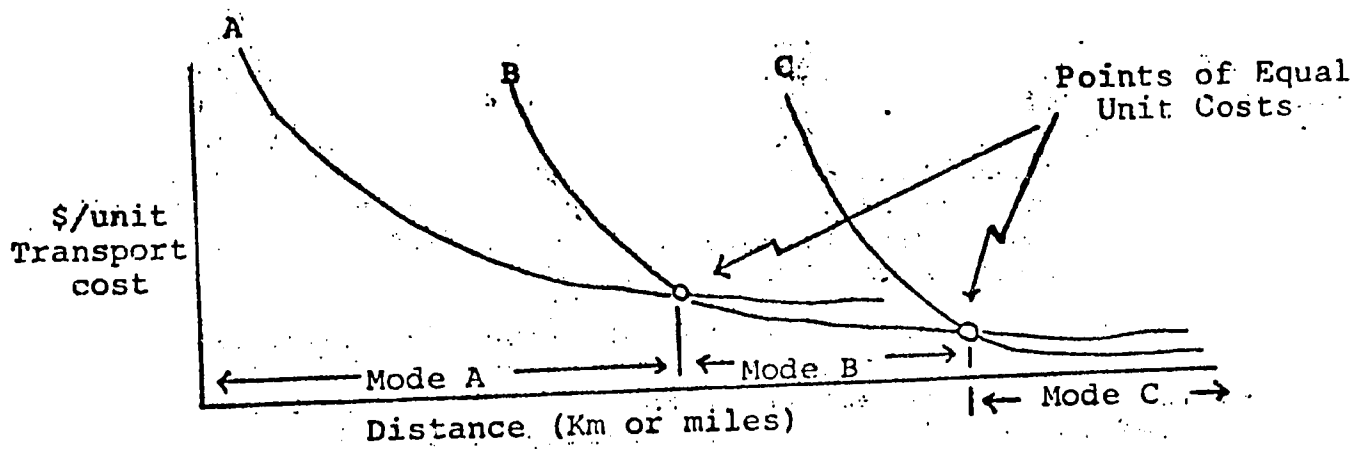 A
B
C
Points of Equal
Unit Costs
$/unit
Transport
cost
Mode A
Mode B
Mode C
Distance (Km or miles)